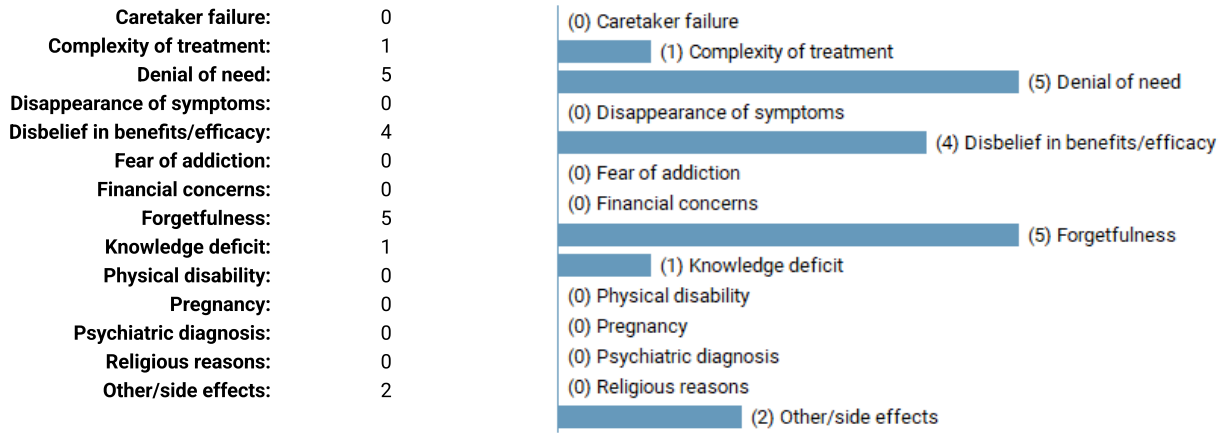 Caretaker failure: 0
Complexity of treatment: 1
Denial of need: 5
Disappearance of symptoms: 0
Disbelief in benefits/efficacy: 4
Fear of addiction: 0
Financial concerns: 0
Forgetfulness: 5
Knowledge deficit: 1
Physical disability: 0
Pregnancy: 0
Psychiatric diagnosis: 0
Religious reasons: 0
Other/side effects: 2
(0) Caretaker failure
(1) Complexity of treatment
(5) Denial of need
(0) Disappearance of symptoms
(4) Disbelief in benefits/efficacy
(0) Fear of addiction
(0) Financial concerns
(5) Forgetfulness
(1) Knowledge deficit
(0) Physical disability
(0) Pregnancy
(0) Psychiatric diagnosis
(0) Religious reasons
(2) Other/side effects